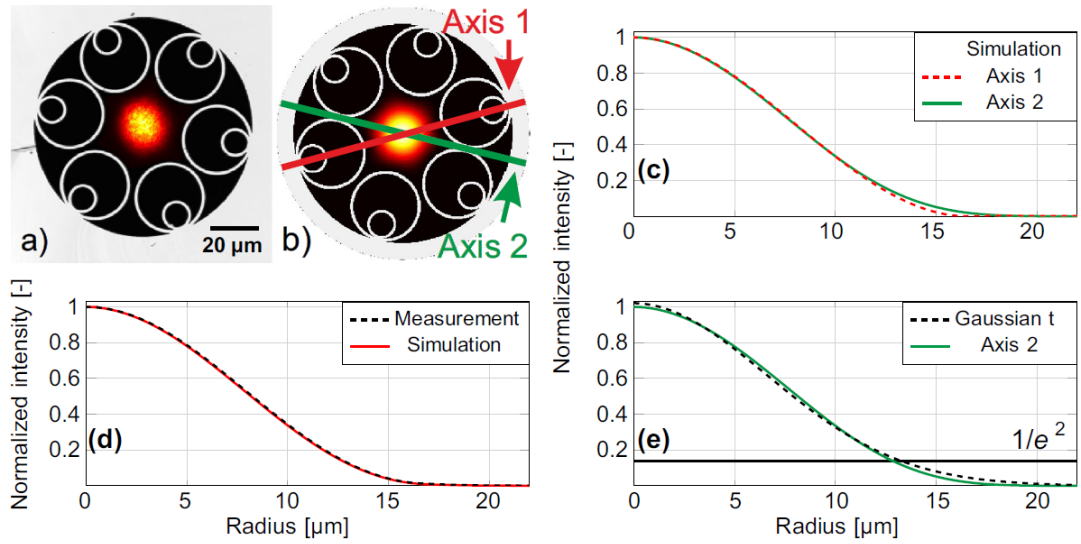 a)
20 µm
b)
Axis 1
Axis 2
Normalized intensity [-]
1
0.8
0.6
0.4
0.2
0
5
10
15
20
(c)
Simulation
Axis 1
Axis 2
Normalized intensity [-]
1
0.8
0.6
0.4
0.2
0
5
10
15
20
Radius [µm]
(d)
Measurement
Simulation
1
0.8
0.6
0.4
0.2
0
5
10
15
20
Radius [µm]
(e)
Gaussian t
Axis 2
1/e 2